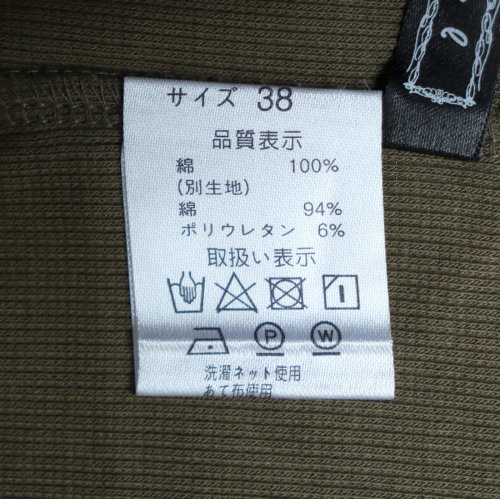 サイズ 38
品質表示
綿 100%
(別生地)
綿 94%
ポリウレタン 6%
取扱い表示
P W
洗濯ネット使用
あて布使用